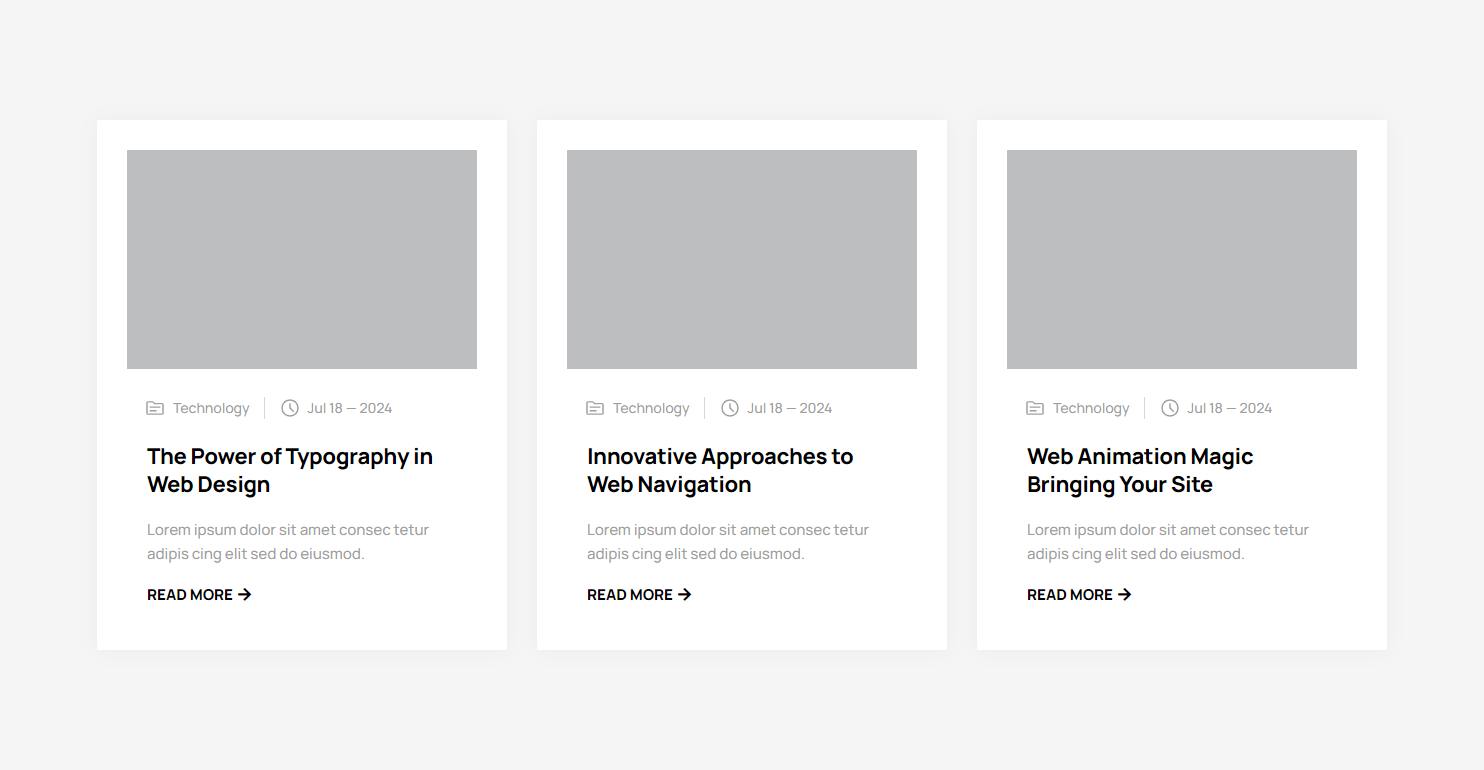 Technology
Jul 18 — 2024
The Power of Typography in
Web Design
Lorem ipsum dolor sit amet consec tetur
adipis cing elit sed do eiusmod.
READ MORE →
Technology
Jul 18 — 2024
Innovative Approaches to
Web Navigation
Lorem ipsum dolor sit amet consec tetur
adipis cing elit sed do eiusmod.
READ MORE →
Technology
Jul 18 — 2024
Web Animation Magic
Bringing Your Site
Lorem ipsum dolor sit amet consec tetur
adipis cing elit sed do eiusmod.
READ MORE →